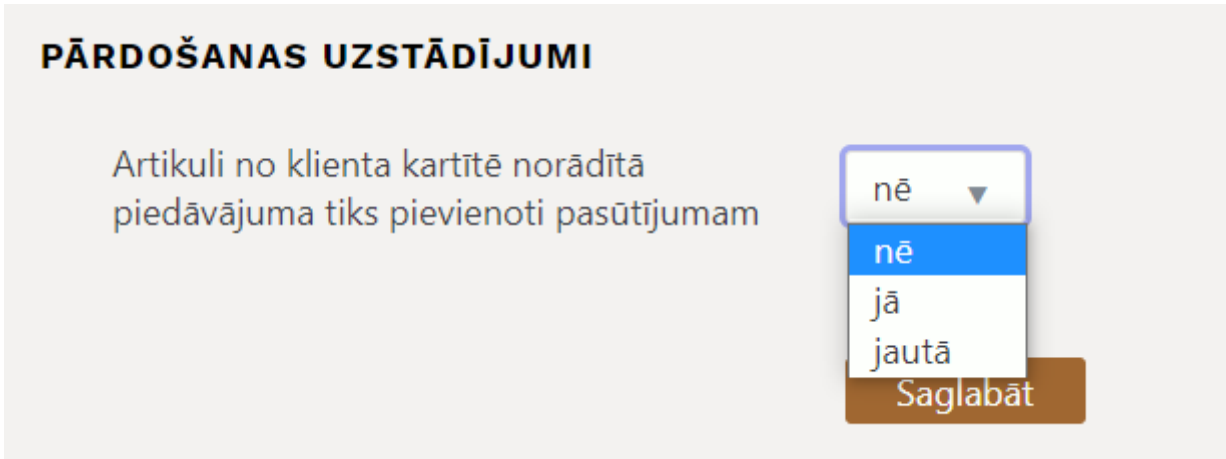 PĀRDOŠANAS UZSTĀDĪJUMI
Artikuli no klienta kartītē norādītā
piedāvājuma tiks pievienoti pasūtījumam
nē
nē
jā
jautā
Saglabāt